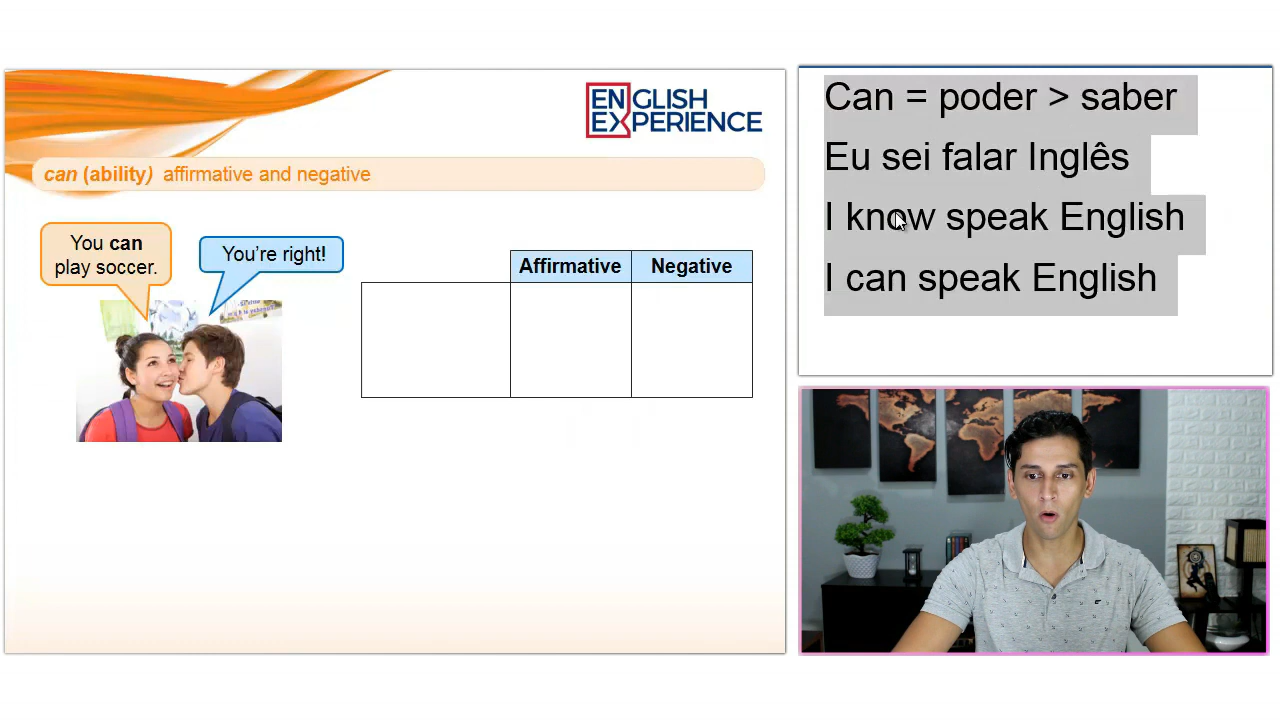 ENGLISH
EXPERIENCE
can (ability) affirmative and negative
You can
play soccer.
You're right!
Affirmative Negative
Can = poder > saber
Eu sei falar Inglês
I know speak English
I can speak English